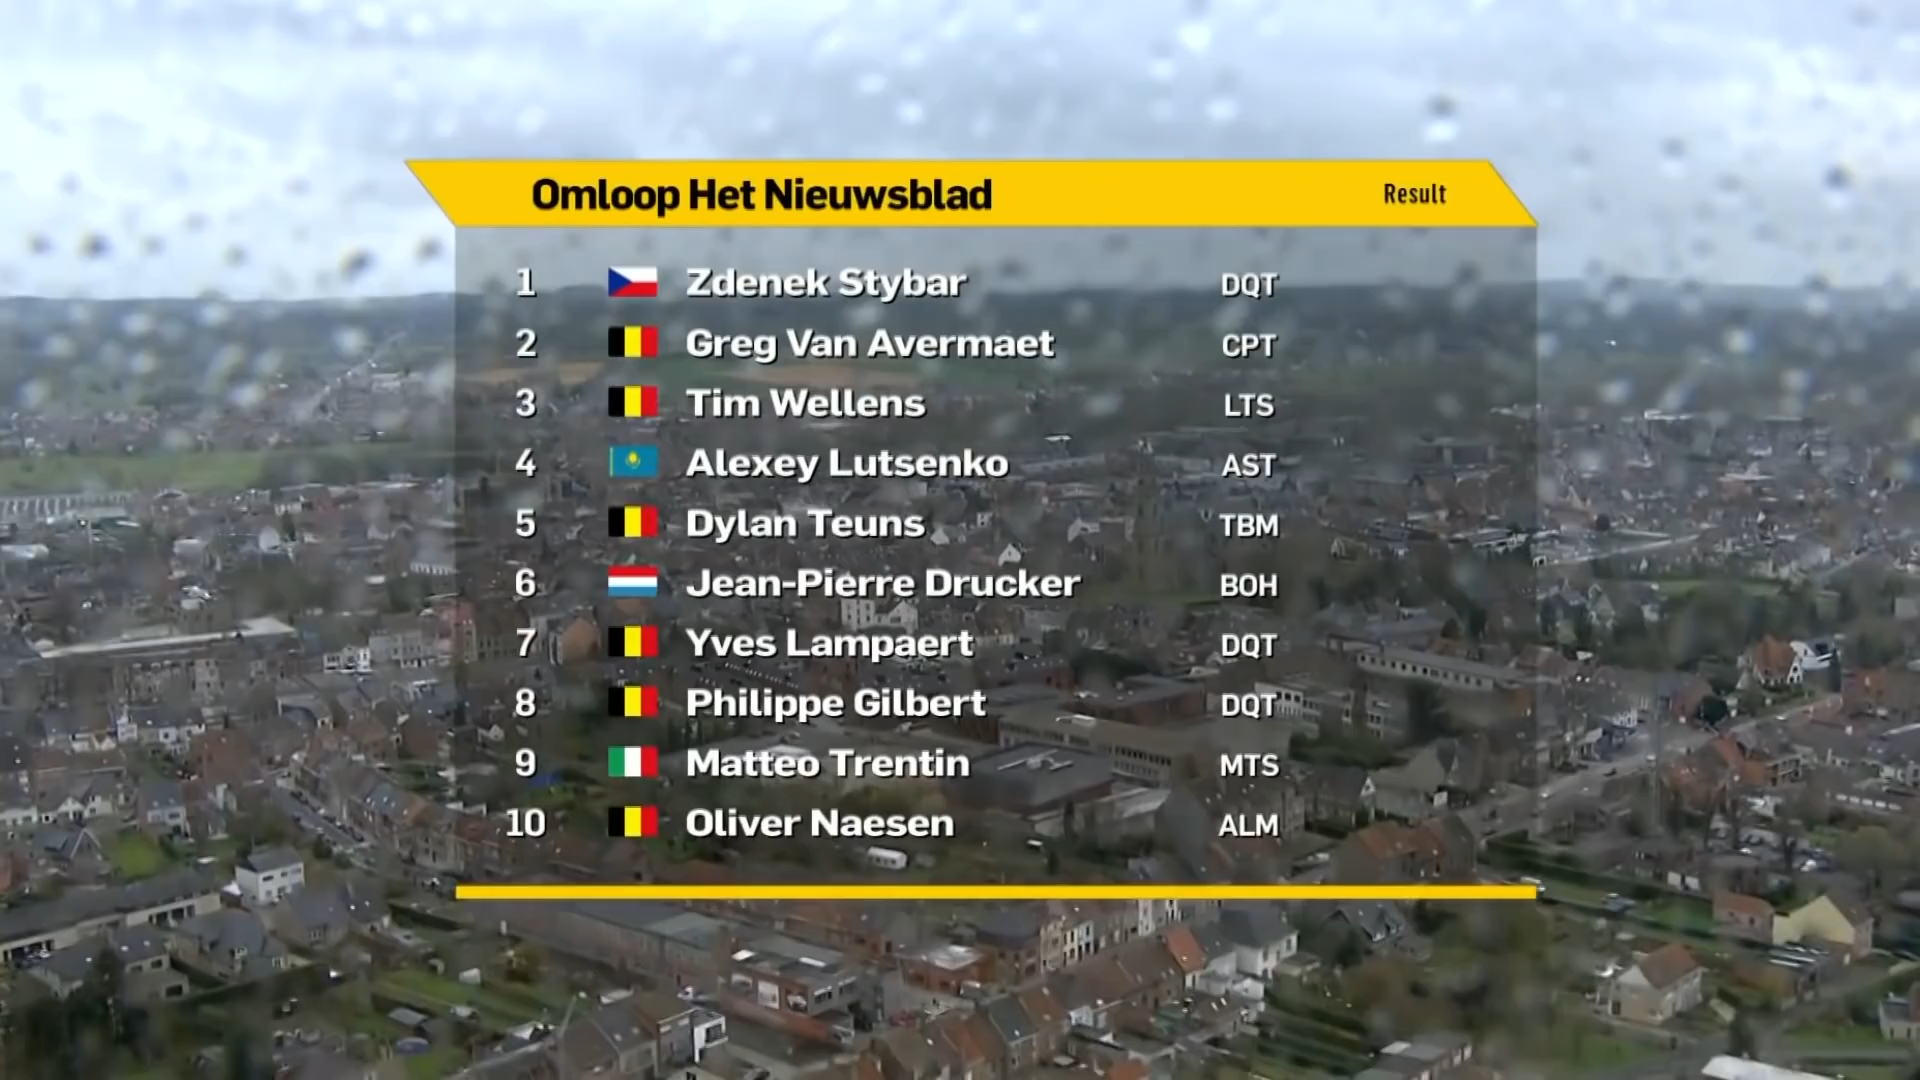 Omloop Het Nieuwsblad Result
1 Zdenek Stybar DQT
2 Greg Van Avermaet CPT
3 Tim Wellens LTS
4 Alexey Lutsenko AST
5 Dylan Teuns TBM
6 Jean-Pierre Drucker BOH
7 Yves Lampaert DQT
8 Philippe Gilbert DQT
9 Matteo Trentin MTS
10 Oliver Naesen ALM